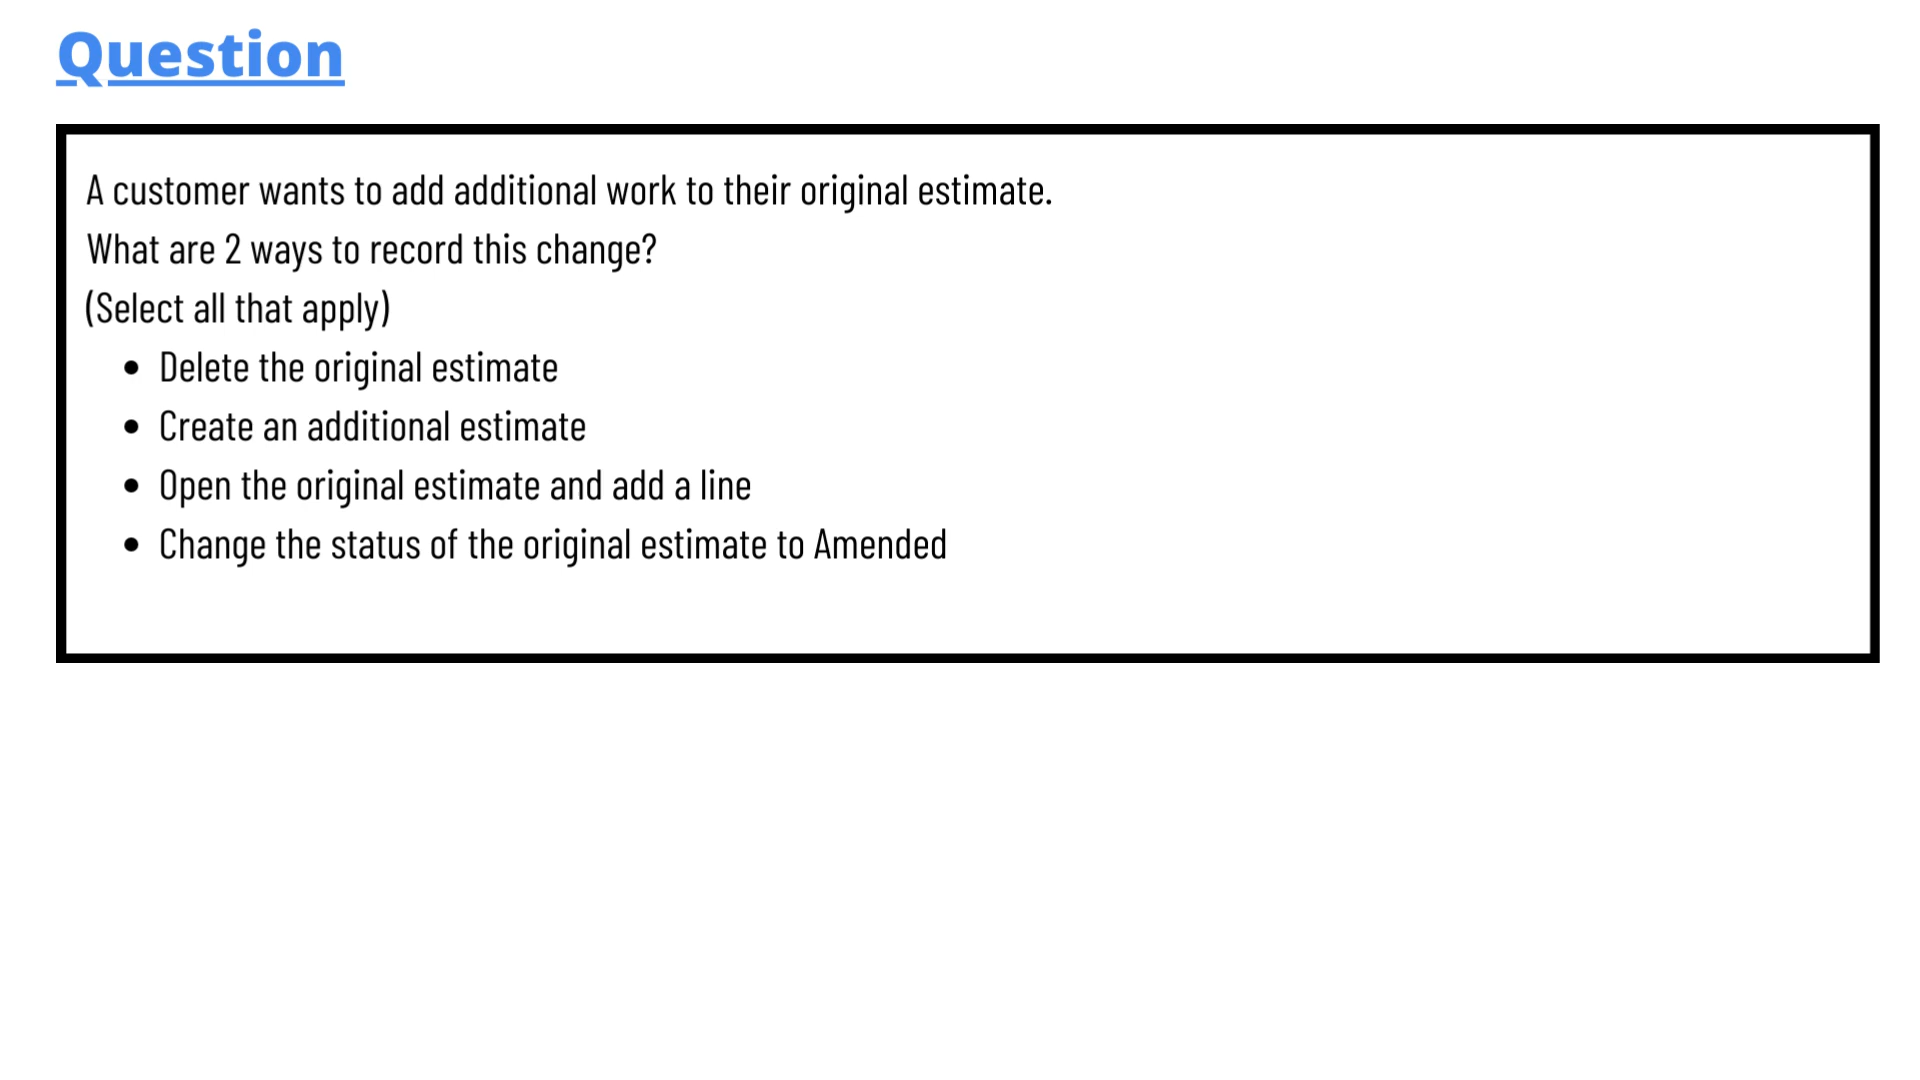 Question
A customer wants to add additional work to their original estimate.
What are 2 ways to record this change?
(Select all that apply)
• Delete the original estimate
• Create an additional estimate
• Open the original estimate and add a line
• Change the status of the original estimate to Amended